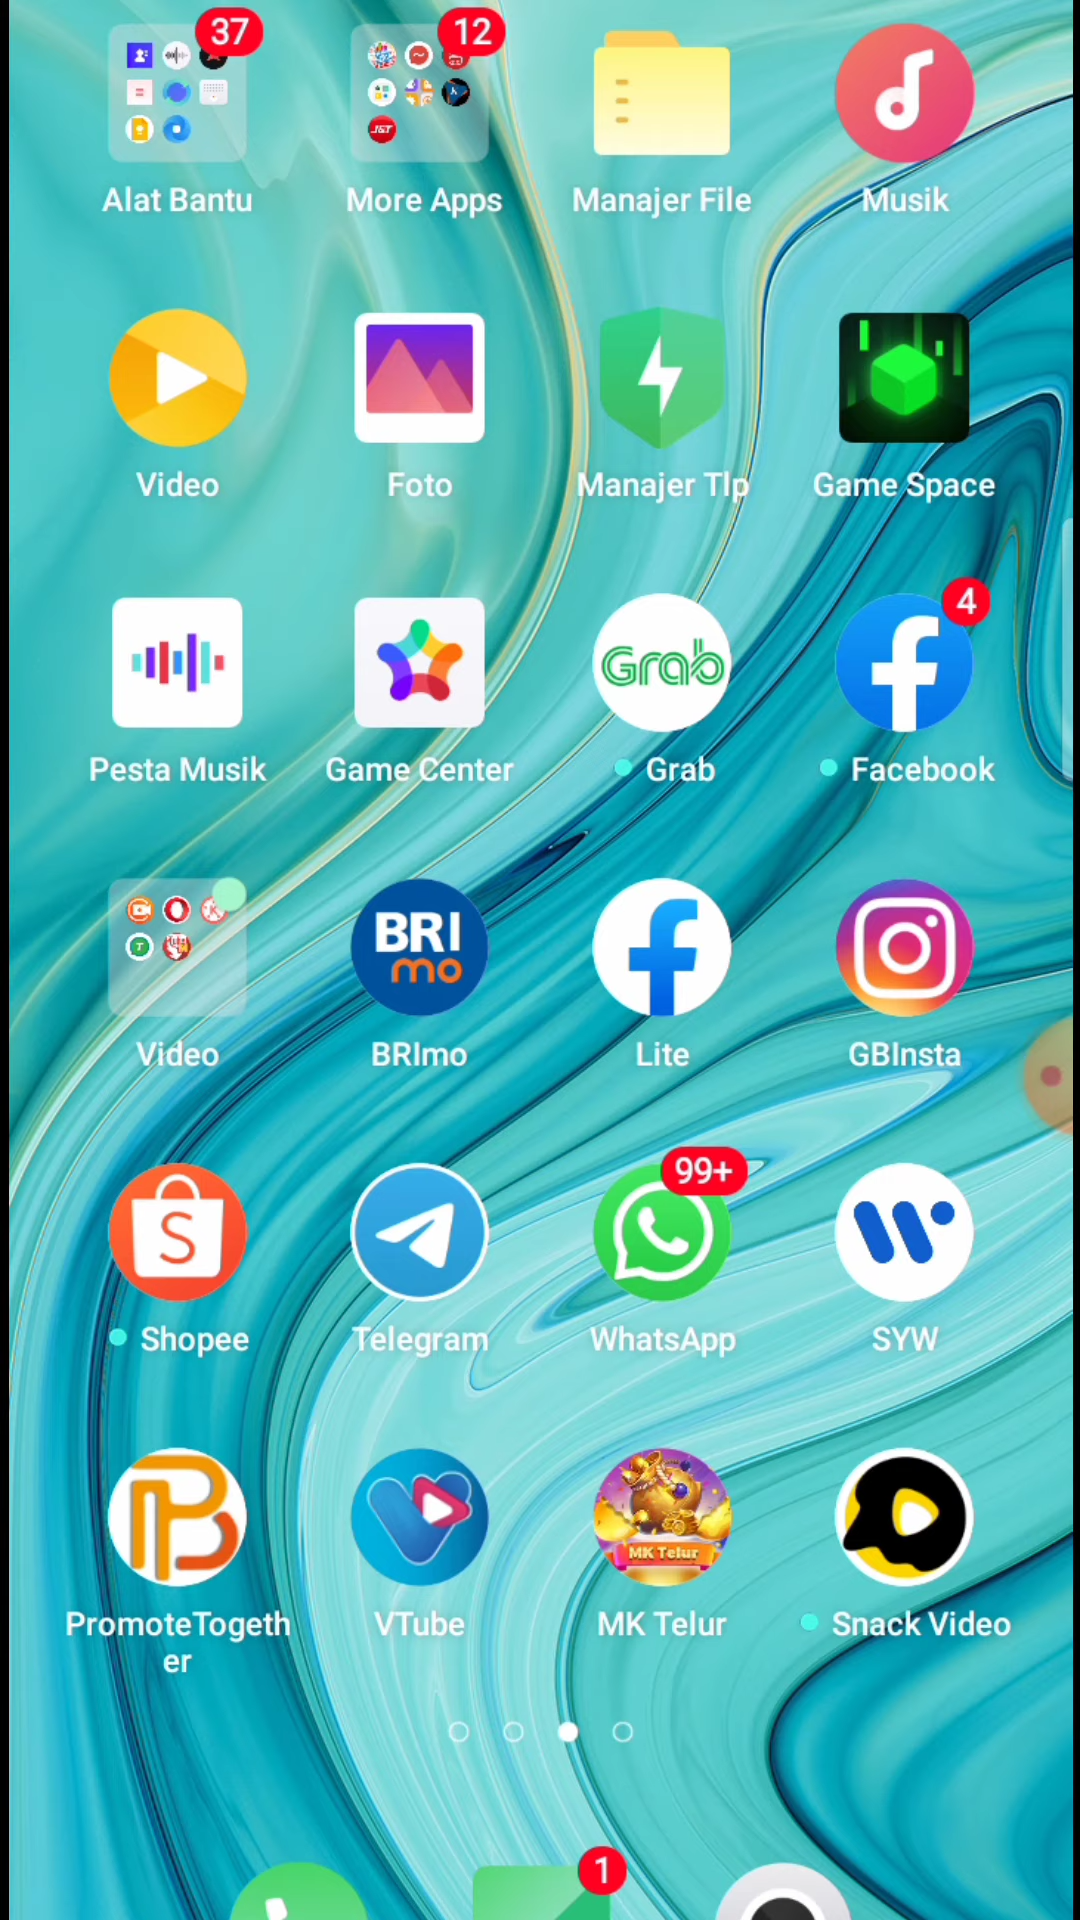 37
12
J&T
Alat Bantu
More Apps
Manajer File
Musik
Video
Foto
Manajer Tlp
Game Space
Grab
4
Pesta Musik
Game Center
Grab
Facebook
BRI
mo
Video
BRImo
Lite
GBInsta
S
99+
Shopee
Telegram
WhatsApp
SYW
MK Telur
PromoteTogeth
er
VTube
MK Telur
Snack Video
1